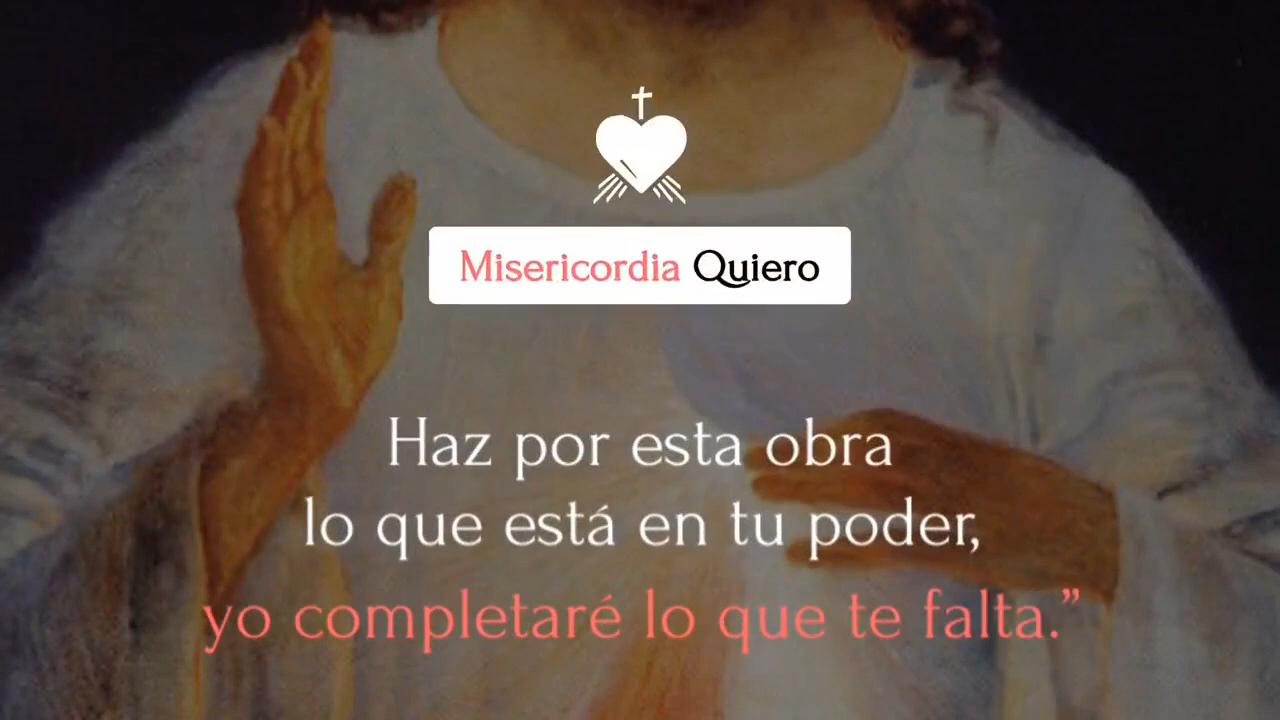 Misericordia Quiero
Haz por esta obra
lo que está en tu poder,
yo completaré lo que te falta.”